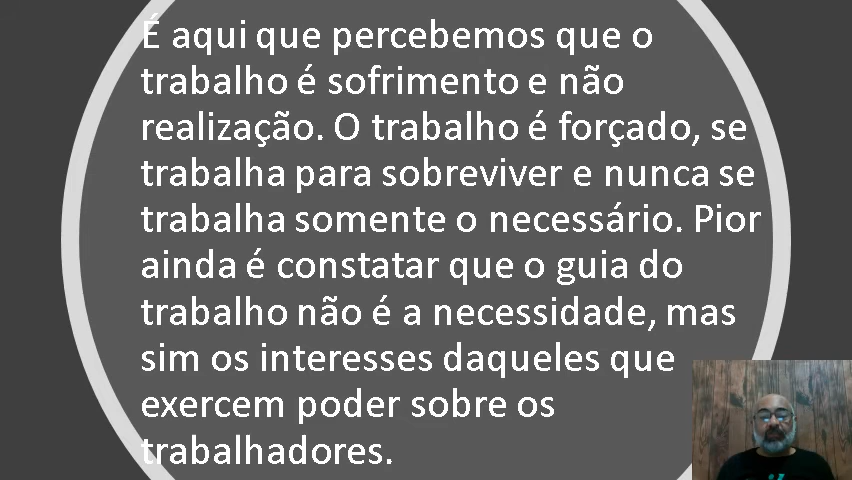 É aqui que percebemos que o
trabalho é sofrimento e não
realização. O trabalho é forçado, se
trabalha para sobreviver e nunca se
trabalha somente o necessário. Pior
ainda é constatar que o guia do
trabalho não é a necessidade, mas
sim os interesses daqueles que
exercem poder sobre os
trabalhadores.